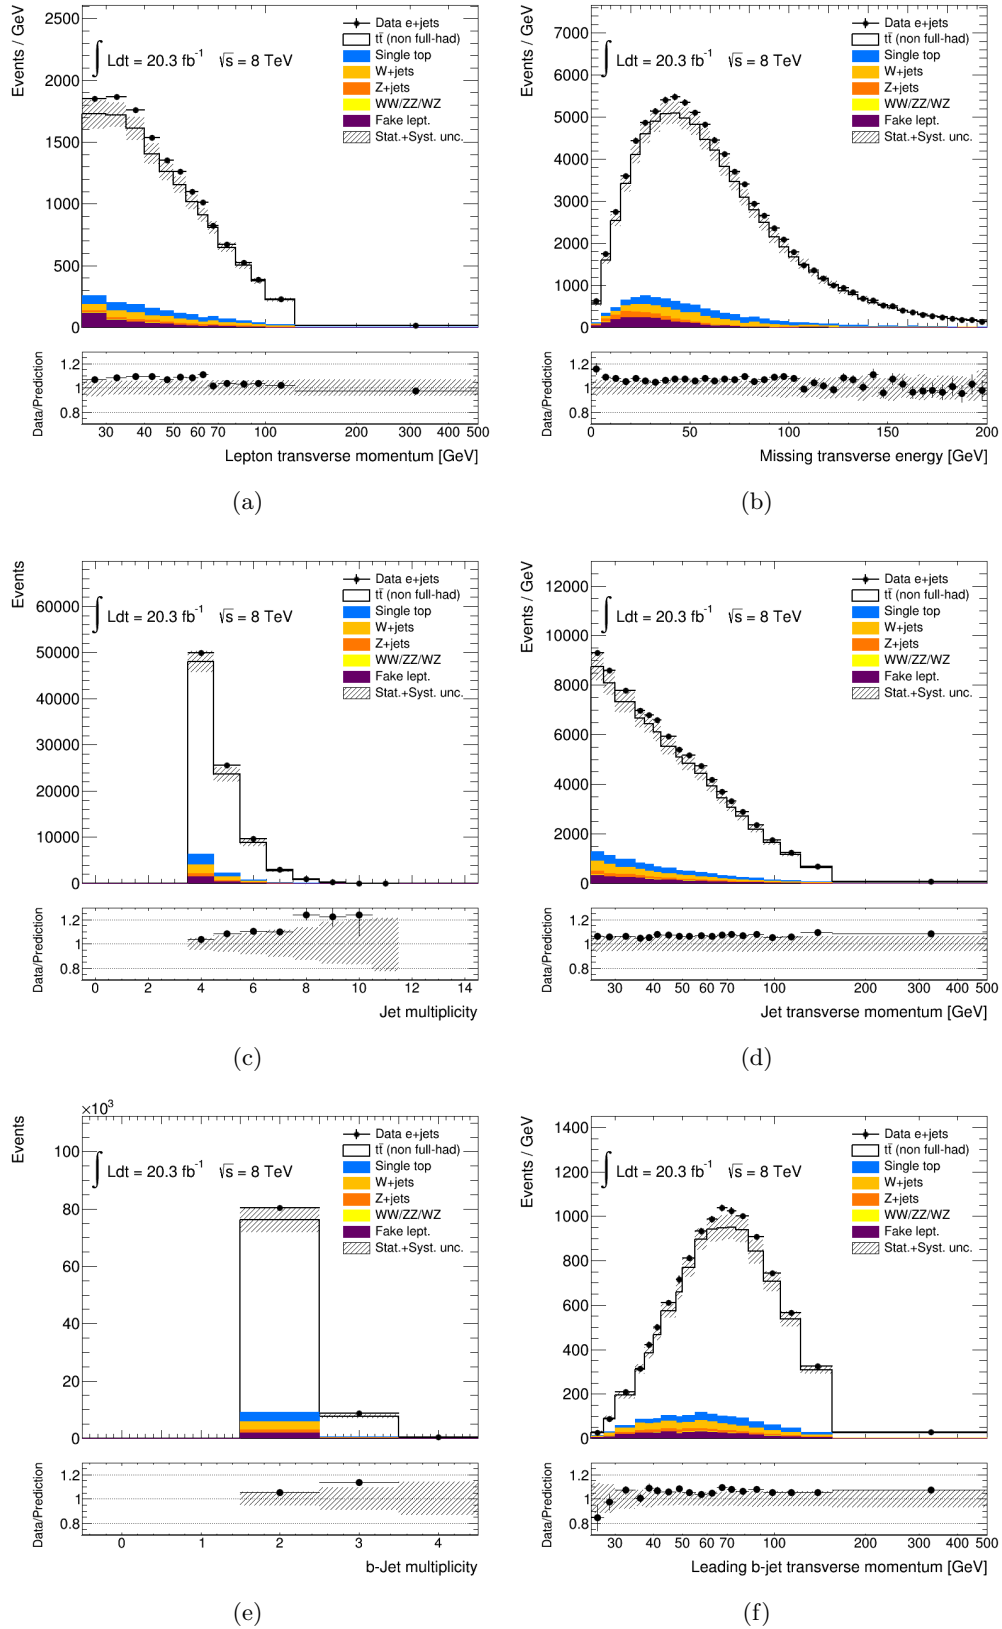 Events / GeV
2500
2000
1500
1000
500
0
∫ Ldt = 20.3 fb⁻¹ √s = 8 TeV
Data e+jets
tt̄ (non full-had)
Single top
W+jets
Z+jets
WW/ZZ/WZ
Fake lept.
Stat.+Syst. unc.
Data/Prediction
1.2
1
0.8
30 40 50 60 70 100 200 300 400 500
Lepton transverse momentum [GeV]
(a)
Events / GeV
7000
6000
5000
4000
3000
2000
1000
0
∫ Ldt = 20.3 fb⁻¹ √s = 8 TeV
Data e+jets
tt̄ (non full-had)
Single top
W+jets
Z+jets
WW/ZZ/WZ
Fake lept.
Stat.+Syst. unc.
Data/Prediction
1.2
1
0.8
0 50 100 150 200
Missing transverse energy [GeV]
(b)
Events
60000
50000
40000
30000
20000
10000
0
∫ Ldt = 20.3 fb⁻¹ √s = 8 TeV
Data e+jets
tt̄ (non full-had)
Single top
W+jets
Z+jets
WW/ZZ/WZ
Fake lept.
Stat.+Syst. unc.
Data/Prediction
1.2
1
0.8
0 2 4 6 8 10 12 14
Jet multiplicity
(c)
Events / GeV
12000
10000
8000
6000
4000
2000
0
∫ Ldt = 20.3 fb⁻¹ √s = 8 TeV
Data e+jets
tt̄ (non full-had)
Single top
W+jets
Z+jets
WW/ZZ/WZ
Fake lept.
Stat.+Syst. unc.
Data/Prediction
1.2
1
0.8
30 40 50 60 70 100 200 300 400 500
Jet transverse momentum [GeV]
(d)
×10³
Events
100
80
60
40
20
0
∫ Ldt = 20.3 fb⁻¹ √s = 8 TeV
Data e+jets
tt̄ (non full-had)
Single top
W+jets
Z+jets
WW/ZZ/WZ
Fake lept.
Stat.+Syst. unc.
Data/Prediction
1.2
1
0.8
0 1 2 3 4
b-Jet multiplicity
(e)
Events / GeV
1400
1200
1000
800
600
400
200
0
∫ Ldt = 20.3 fb⁻¹ √s = 8 TeV
Data e+jets
tt̄ (non full-had)
Single top
W+jets
Z+jets
WW/ZZ/WZ
Fake lept.
Stat.+Syst. unc.
Data/Prediction
1.2
1
0.8
30 40 50 60 70 100 200 300 400 500
Leading b-jet transverse momentum [GeV]
(f)